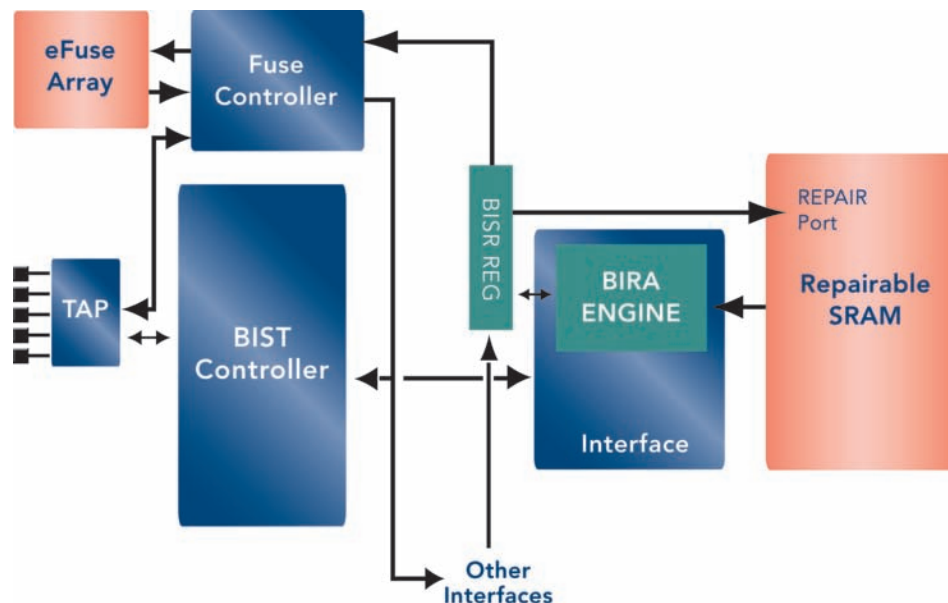 eFuse
Array
Fuse
Controller
BISR REG
REPAIR
Port
Repairable
SRAM
BIRA
ENGINE
TAP
BIST
Controller
Interface
Other
Interfaces